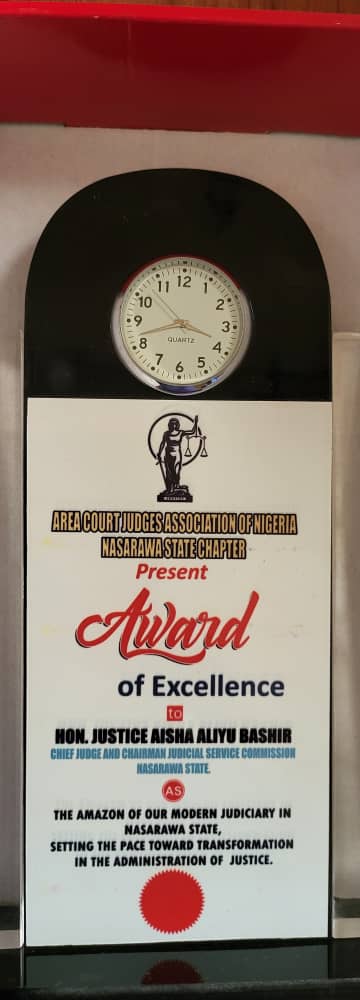 12
11 1
10 2
9 3
8 4
7 6 5
QUARTZ
AREA COURT JUDGES ASSOCIATION OF NIGERIA
NASARAWA STATE CHAPTER
Present
Award
of Excellence
to
HON. JUSTICE AISHA ALIYU BASHIR
CHIEF JUDGE AND CHAIRMAN JUDICIAL SERVICE COMMISSION
NASARAWA STATE.
AS
THE AMAZON OF OUR MODERN JUDICIARY IN
NASARAWA STATE,
SETTING THE PACE TOWARD TRANSFORMATION
IN THE ADMINISTRATION OF JUSTICE.